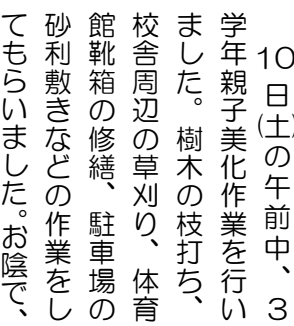 10日(土)の午前中、３
学年親子美化作業を行い
ました。樹木の枝打ち、
校舎周辺の草刈り、体育
館靴箱の修繕、駐車場の
砂利敷きなどの作業をし
てもらいました。お陰で、